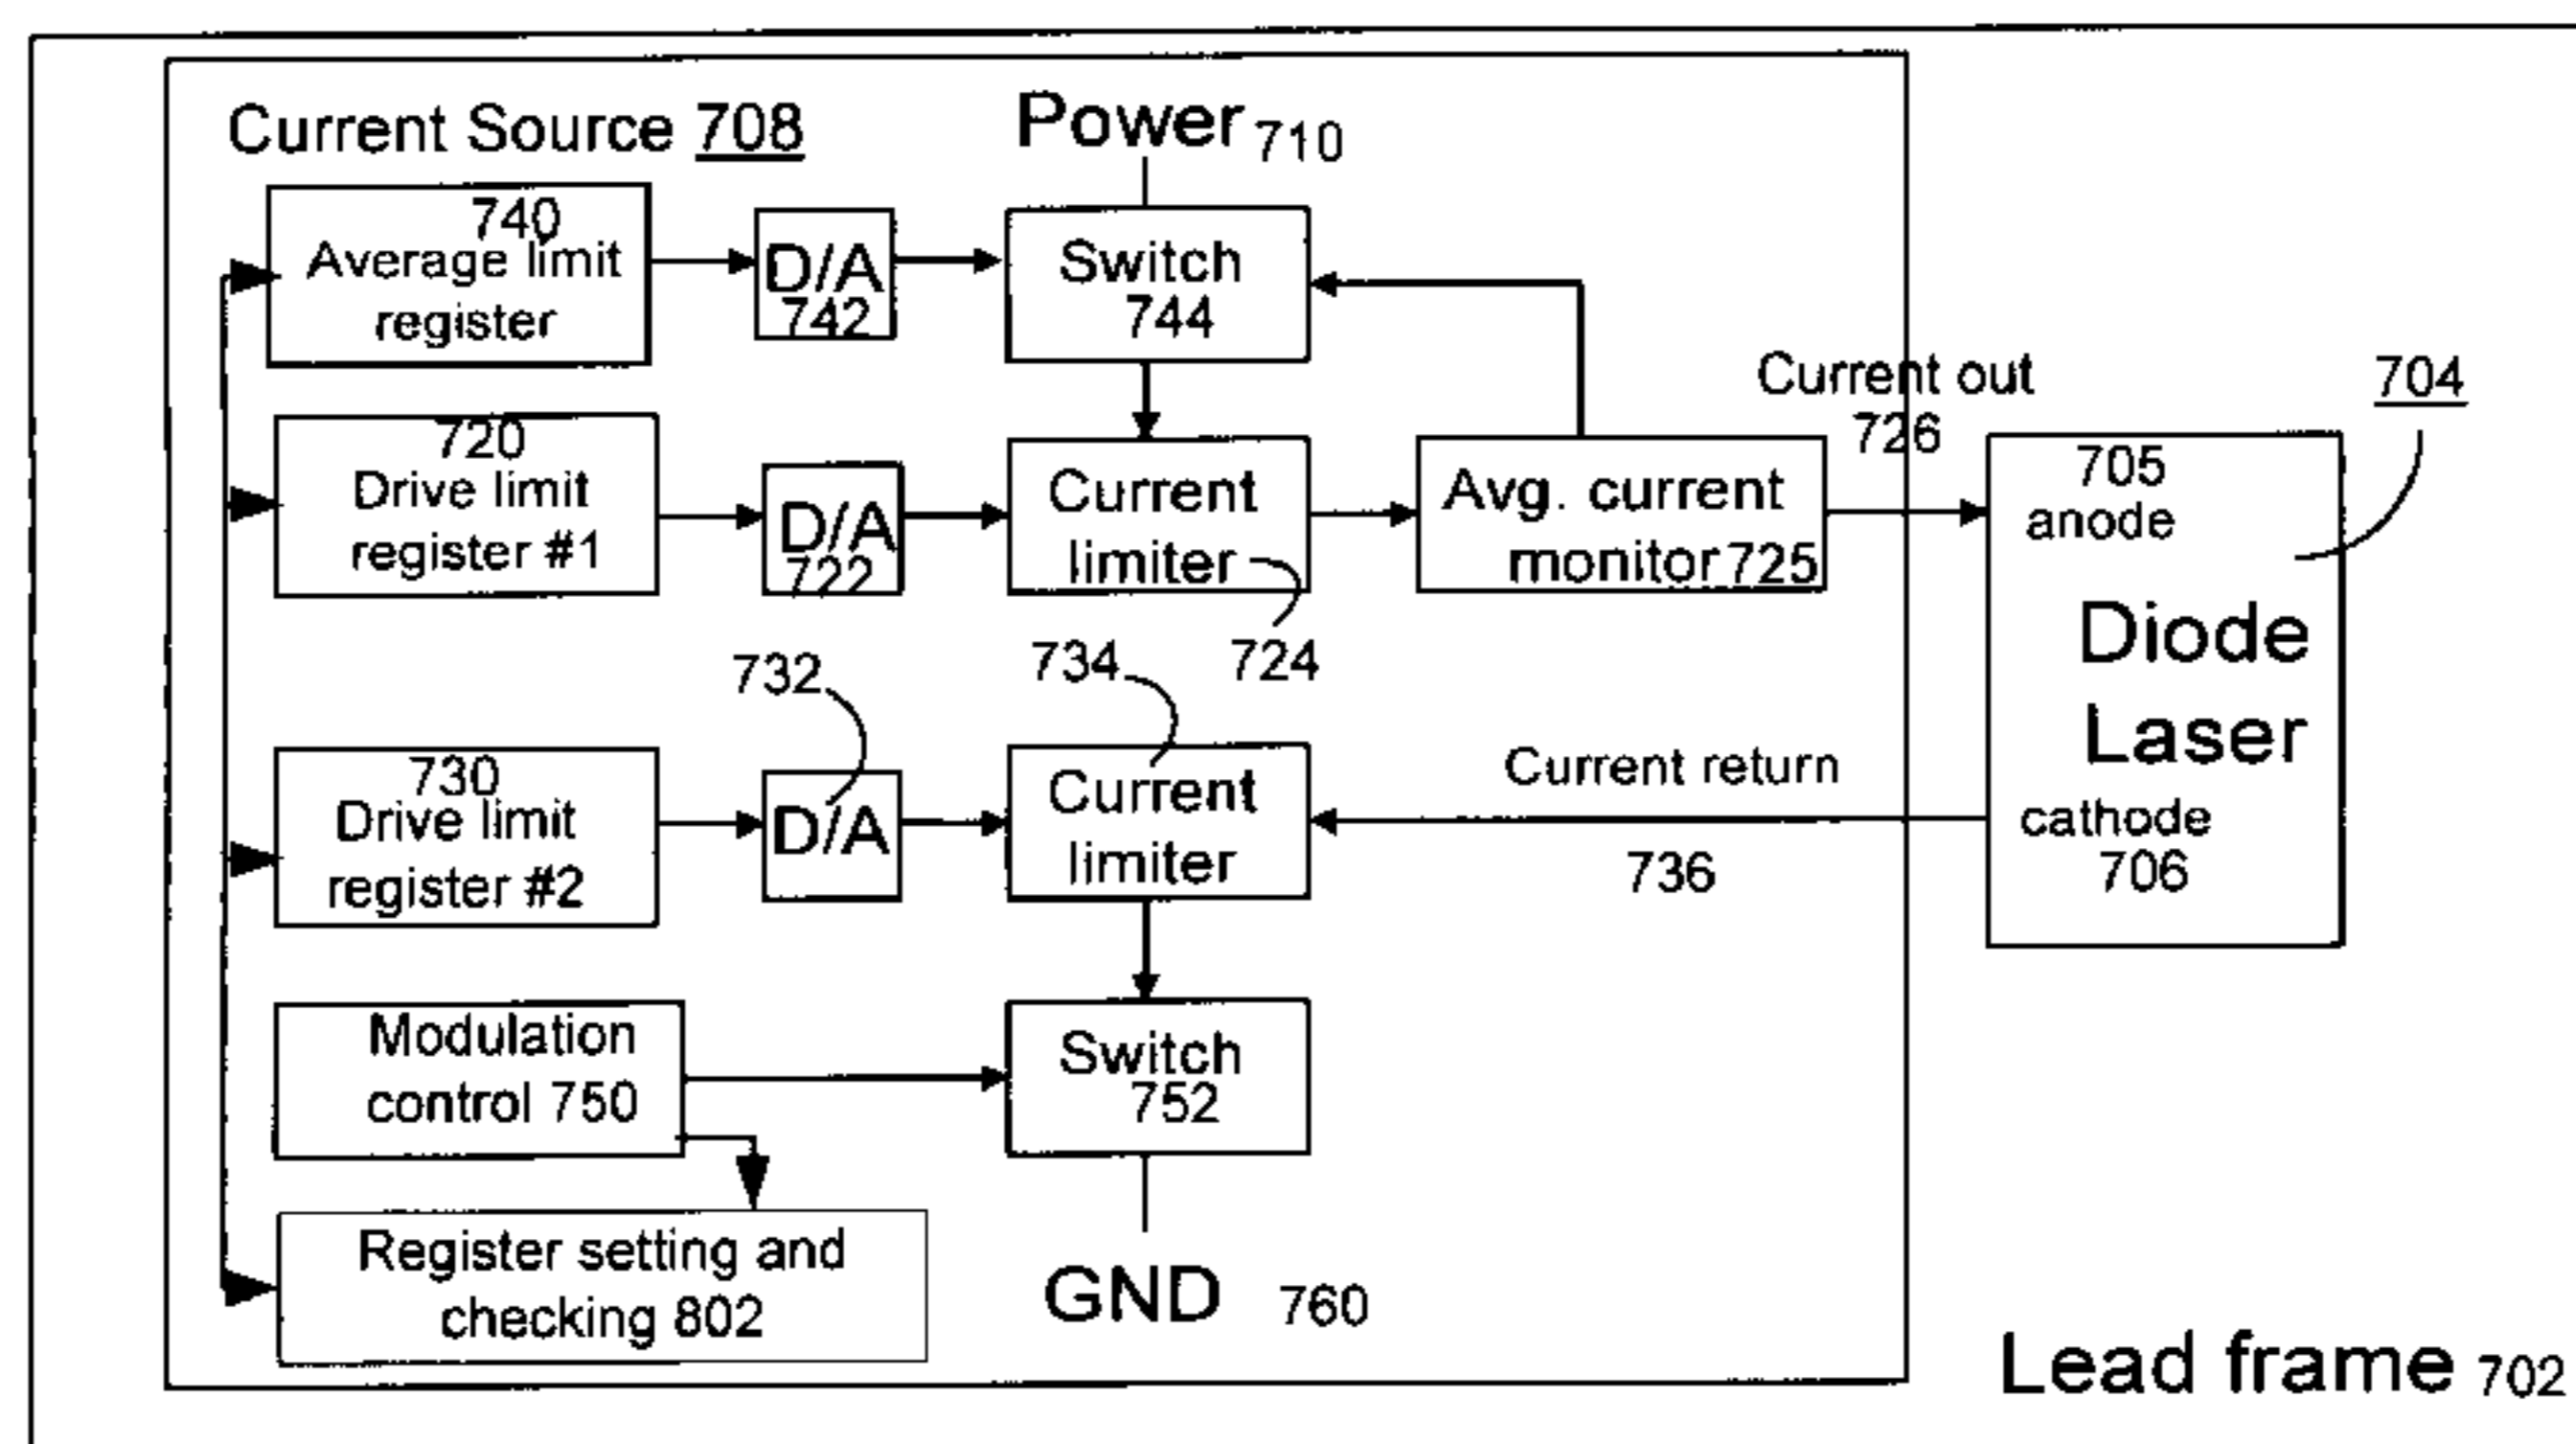 Current Source 708
Power 710
740
Average limit
register
D/A
742
Switch
744
720
Drive limit
register #1
D/A
722
Current
limiter
724
Avg. current
monitor 725
Current out
726
704
705
anode
Diode
Laser
cathode
706
732
734
730
Drive limit
register #2
D/A
Current
limiter
Current return
736
Modulation
control 750
Switch
752
Register setting and
checking 802
GND 760
Lead frame 702